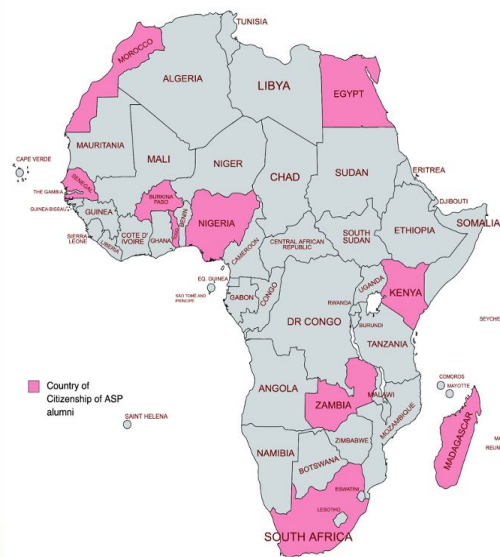 TUNISIA
MOROCCO
ALGERIA
LIBYA
EGYPT
MAURITANIA
MALI
NIGER
CHAD
SUDAN
ERITREA
CAPE VERDE
SENEGAL
THE GAMBIA
GUINEA-BISSAU
GUINEA
SIERRA
LEONE
LIBERIA
COTE D'
IVOIRE
BURKINA
FASO
GHANA
TOGO
BENIN
NIGERIA
CAMEROON
CENTRAL AFRICAN
REPUBLIC
SOUTH
SUDAN
ETHIOPIA
DJIBOUTI
SOMALIA
EQ. GUINEA
SAO TOME AND
PRINCIPE
GABON
CONGO
DR CONGO
UGANDA
KENYA
RWANDA
BURUNDI
TANZANIA
SEYCHE
COMOROS
MAYOTTE
ANGOLA
ZAMBIA
MALAWI
MOZAMBIQUE
ZIMBABWE
NAMIBIA
BOTSWANA
MADAGASCAR
MA
REUN
ESWATINI
LESOTHO
SOUTH AFRICA
SAINT HELENA
Country of
Citizenship of ASP
alumni